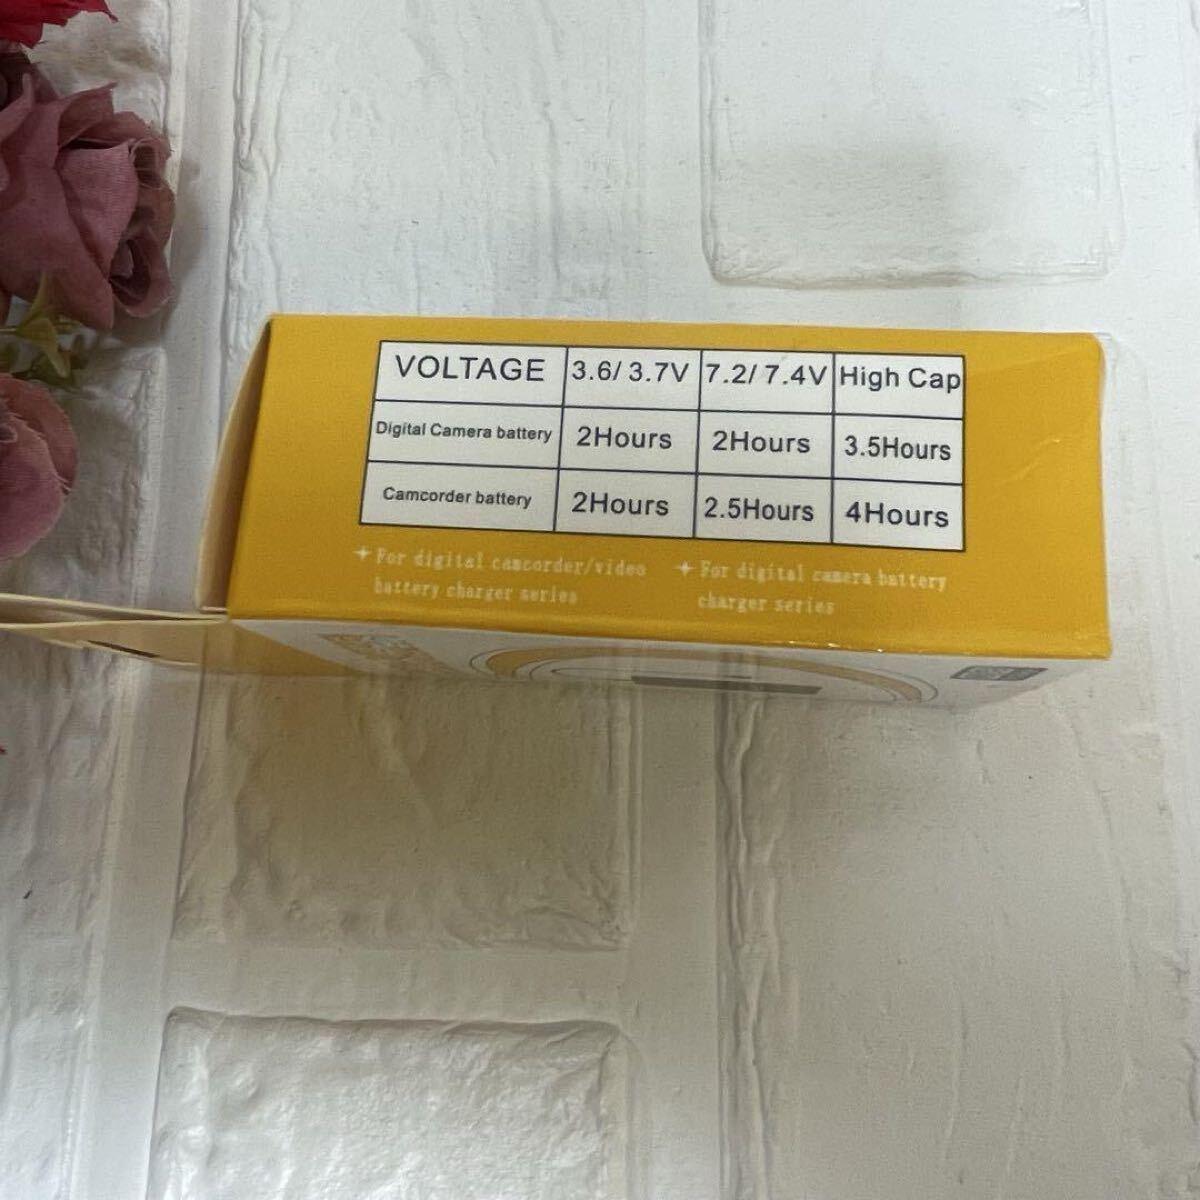 VOLTAGE 3.6/ 3.7V 7.2/ 7.4V High Cap
Digital Camera battery 2Hours 2Hours 3.5Hours
Camcorder battery 2Hours 2.5Hours 4Hours
For digital camcorder/video
battery charger series
For digital camera battery
charger series